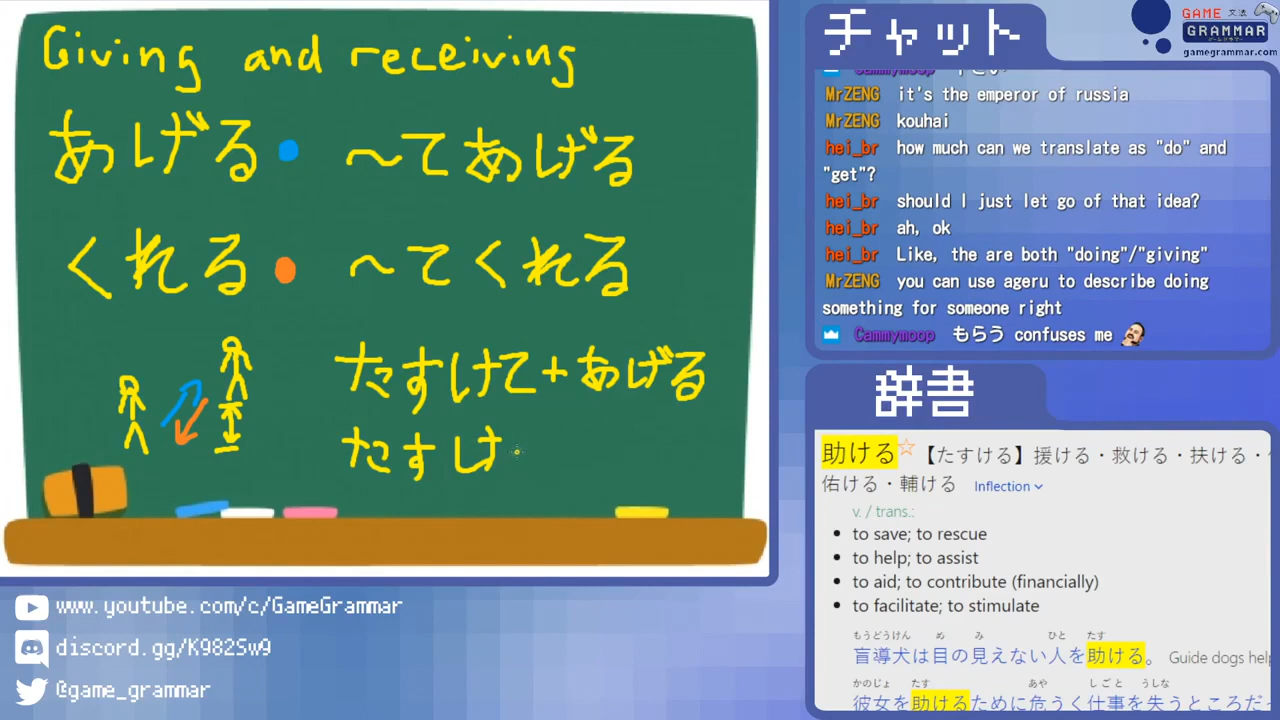 Giving and receiving
あげる ～てあげる
くれる ～てくれる
たすけて+あげる
たすけ
www.youtube.com/c/GameGrammar
discord.gg/K982Sw9
@game_grammar
チャット
GAME 文法
GRAMMAR
gamegrammar.com
MrZENG it's the emperor of russia
MrZENG kouhai
hei_br how much can we translate as "do" and
"get"?
hei_br should I just let go of that idea?
hei_br ah, ok
hei_br Like, the are both "doing"/"giving"
MrZENG you can use ageru to describe doing
something for someone right
Cammymoop もらう confuses me
辞書
助ける☆【たすける】援ける・救ける・扶ける・
佑ける・輔ける Inflection
v. / trans.:
• to save; to rescue
• to help; to assist
• to aid; to contribute (financially)
• to facilitate; to stimulate
もうどうけん め み ひと たす
盲導犬は目の見えない人を助ける。 Guide dogs help
かのじょ たす あや しごと うしな
彼女を助けるために危うく仕事を失うところだっ